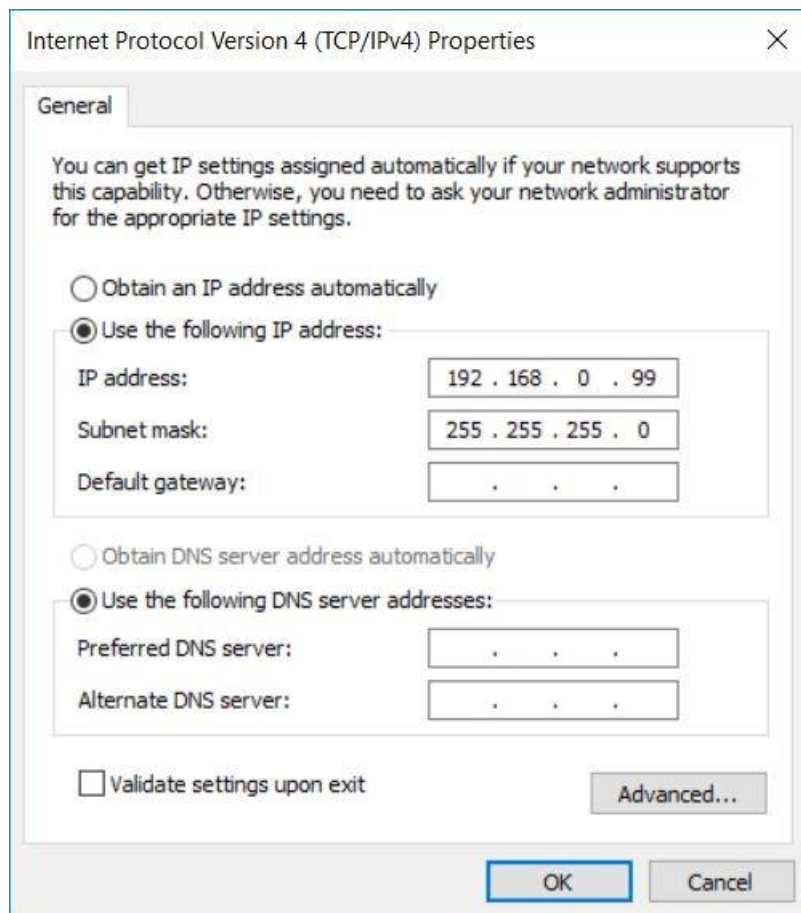 Internet Protocol Version 4 (TCP/IPv4) Properties
General
You can get IP settings assigned automatically if your network supports
this capability. Otherwise, you need to ask your network administrator
for the appropriate IP settings.
Obtain an IP address automatically
Use the following IP address:
IP address: 192 . 168 . 0 . 99
Subnet mask: 255 . 255 . 255 . 0
Default gateway: . . .
Obtain DNS server address automatically
Use the following DNS server addresses:
Preferred DNS server: . . .
Alternate DNS server: . . .
Validate settings upon exit
Advanced...
OK Cancel